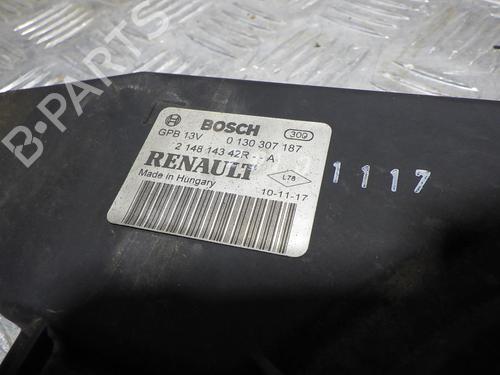 B-PARTS
BOSCH 309
GPB 13V 0 130 307 187
2 148 143 42R - - A
RENAULT L78
Made in Hungary 10-11-17
1117